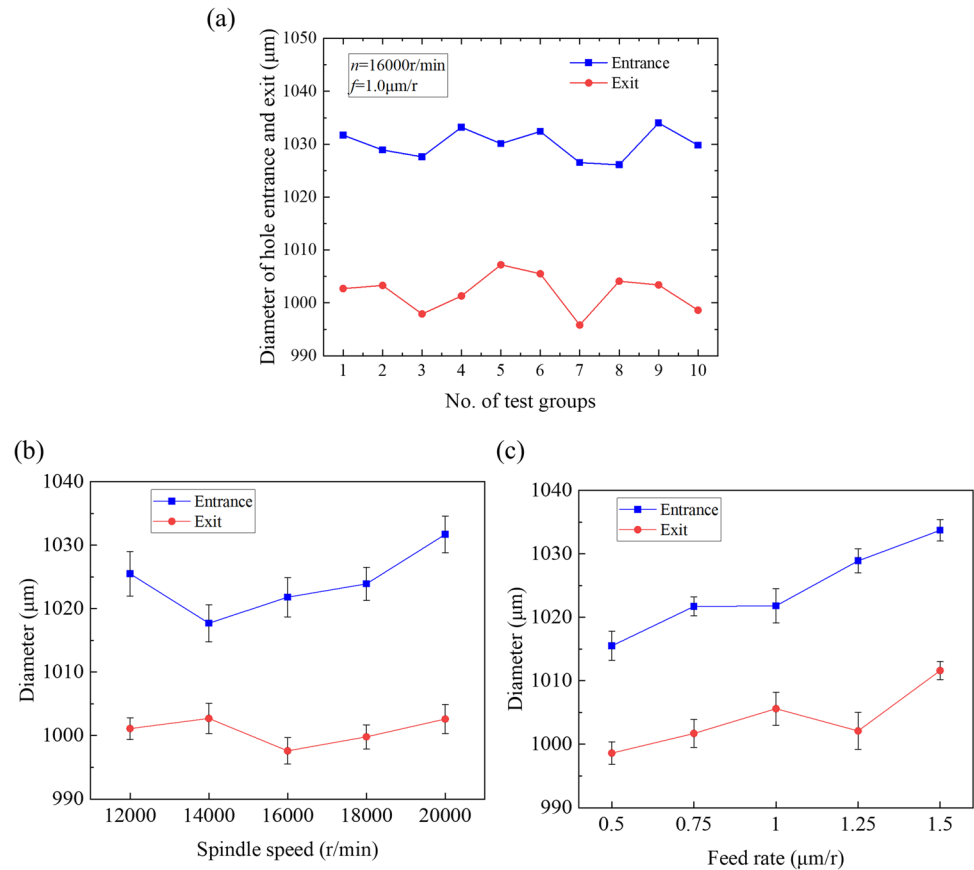 (a)
1050
1040
1030
1020
1010
1000
990
Diameter of hole entrance and exit (μm)
n=16000r/min
f=1.0μm/r
Entrance
Exit
1 2 3 4 5 6 7 8 9 10
No. of test groups
(b)
1040
1030
1020
1010
1000
990
Diameter (μm)
Entrance
Exit
12000 14000 16000 18000 20000
Spindle speed (r/min)
(c)
1040
1030
1020
1010
1000
990
Diameter (μm)
Entrance
Exit
0.5 0.75 1 1.25 1.5
Feed rate (μm/r)